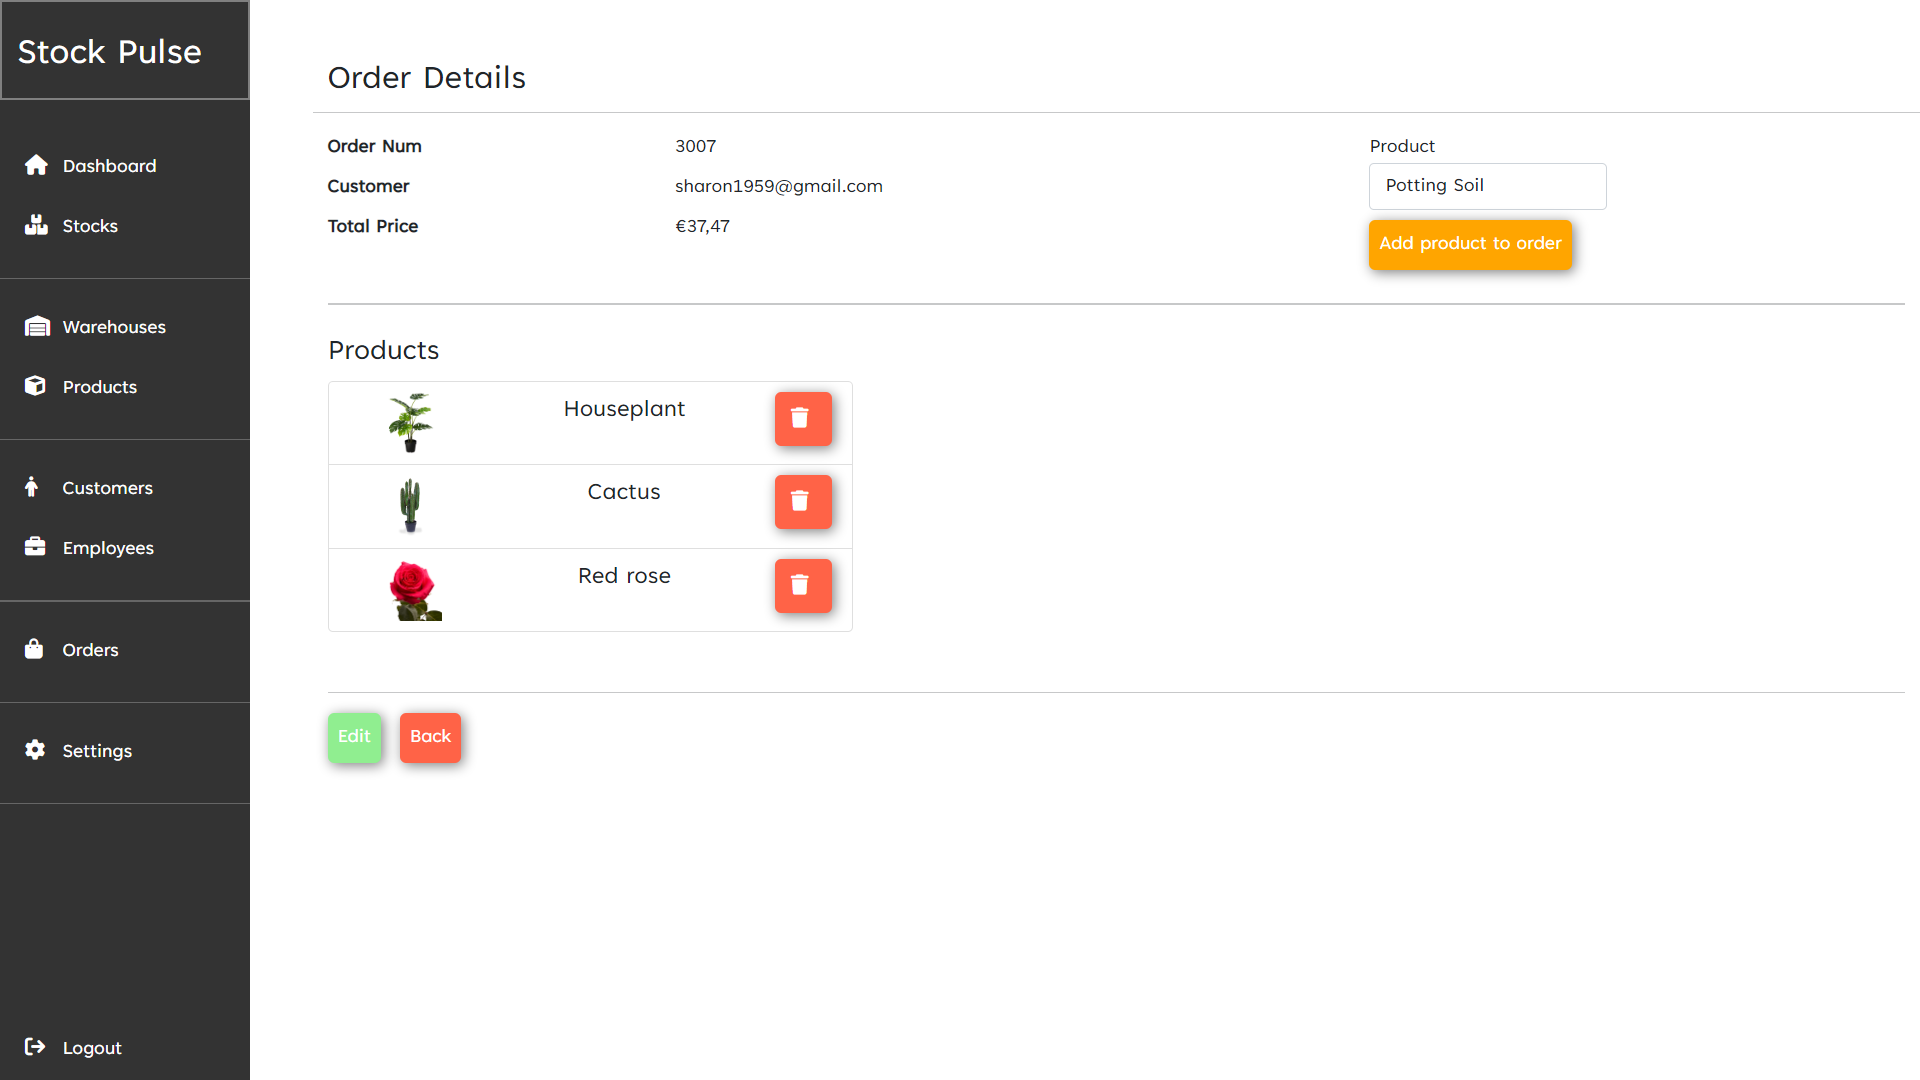 Stock Pulse
Dashboard
Stocks
Warehouses
Products
Customers
Employees
Orders
Settings
Logout
Order Details
Order Num 3007
Customer sharon1959@gmail.com
Total Price €37,47
Product
Potting Soil
Add product to order
Products
Houseplant
Cactus
Red rose
Edit Back